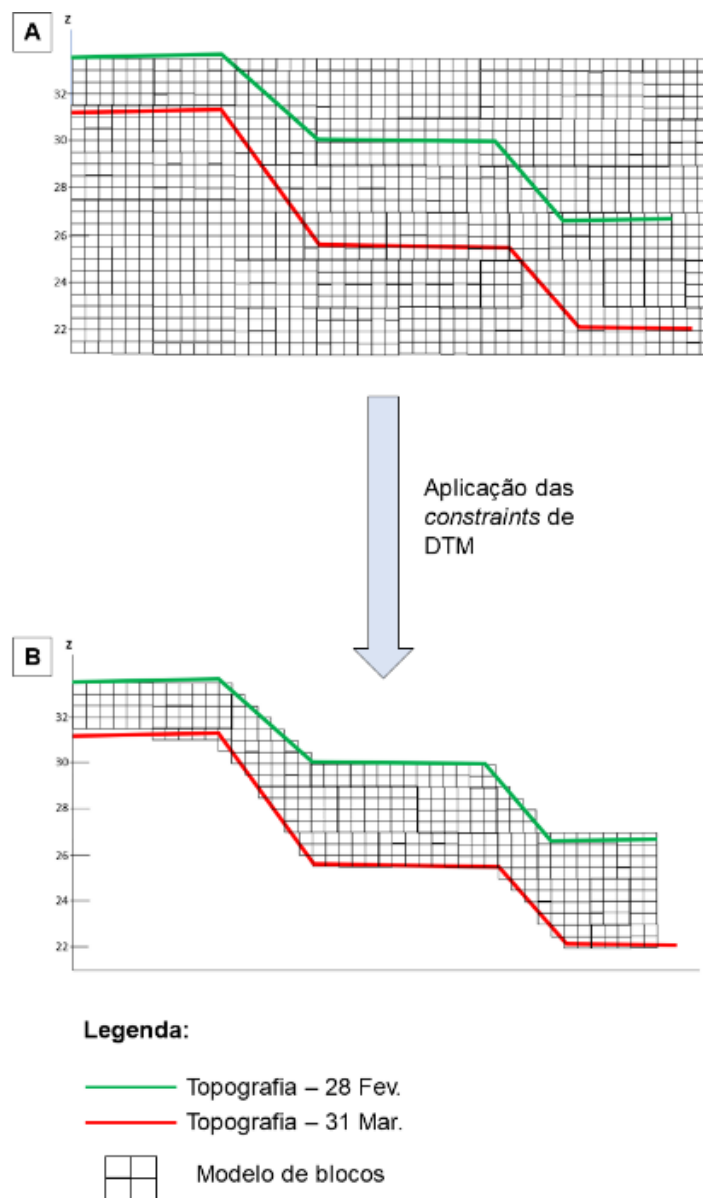 A
z
32
30
28
26
24
22
Aplicação das
constraints de
DTM
B
z
32
30
28
26
24
22
Legenda:
Topografia – 28 Fev.
Topografia – 31 Mar.
Modelo de blocos